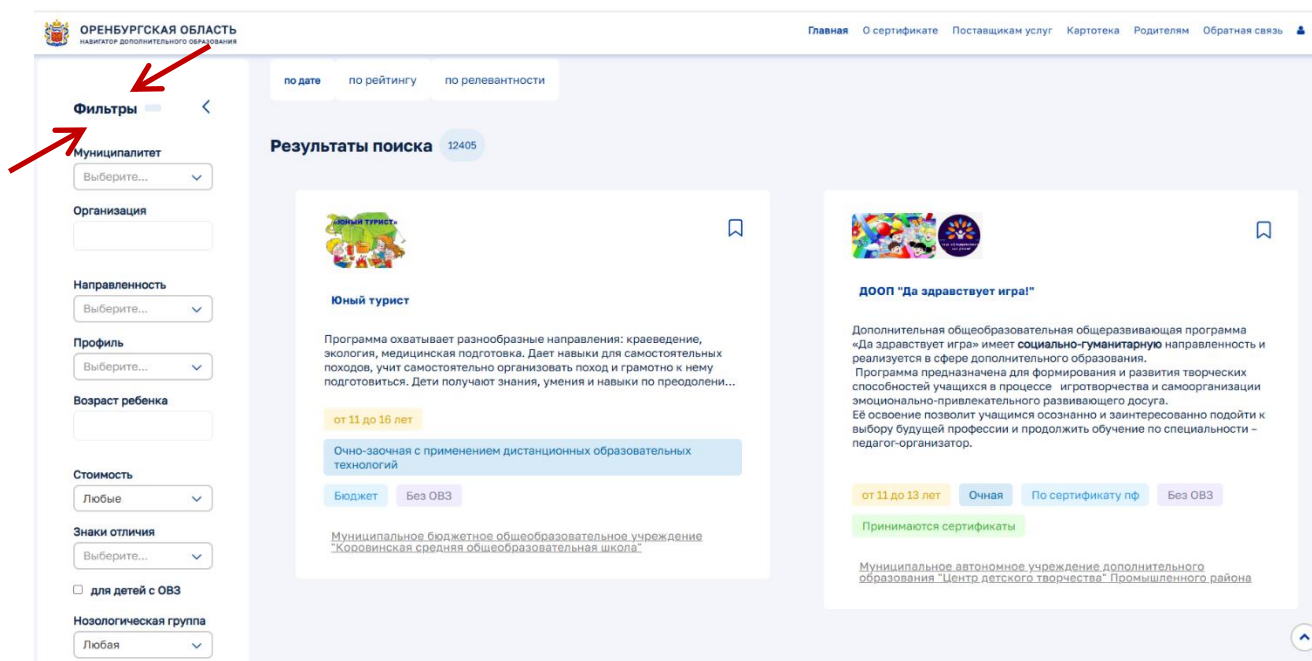 ОРЕНБУРГСКАЯ ОБЛАСТЬ
НАВИГАТОР ДОПОЛНИТЕЛЬНОГО ОБРАЗОВАНИЯ
Главная О сертификате Поставщикам услуг Картотека Родителям Обратная связь
по дате по рейтингу по релевантности
Фильтры
Результаты поиска 12405
Муниципалитет
Выберите...
Организация
Направленность
Выберите...
Профиль
Выберите...
Возраст ребенка
Стоимость
Любые
Знаки отличия
Выберите...
для детей с ОВЗ
Нозологическая группа
Любая
«ЮНЫЙ ТУРИСТ»
Юный турист
Программа охватывает разнообразные направления: краеведение,
экология, медицинская подготовка. Дает навыки для самостоятельных
походов, учит самостоятельно организовать поход и грамотно к нему
подготовиться. Дети получают знания, умения и навыки по преодолени...
от 11 до 16 лет
Очно-заочная с применением дистанционных образовательных
технологий
Бюджет Без ОВЗ
Муниципальное бюджетное общеобразовательное учреждение
"Коровинская средняя общеобразовательная школа"
ДООП "Да здравствует игра!"
Дополнительная общеобразовательная общеразвивающая программа
«Да здравствует игра» имеет социально-гуманитарную направленность и
реализуется в сфере дополнительного образования.
Программа предназначена для формирования и развития творческих
способностей учащихся в процессе игротворчества и самоорганизации
эмоционально-привлекательного развивающего досуга.
Её освоение позволит учащимся осознанно и заинтересованно подойти к
выбору будущей профессии и продолжить обучение по специальности –
педагог-организатор.
от 11 до 13 лет Очная По сертификату пф Без ОВЗ
Принимаются сертификаты
Муниципальное автономное учреждение дополнительного
образования "Центр детского творчества" Промышленного района